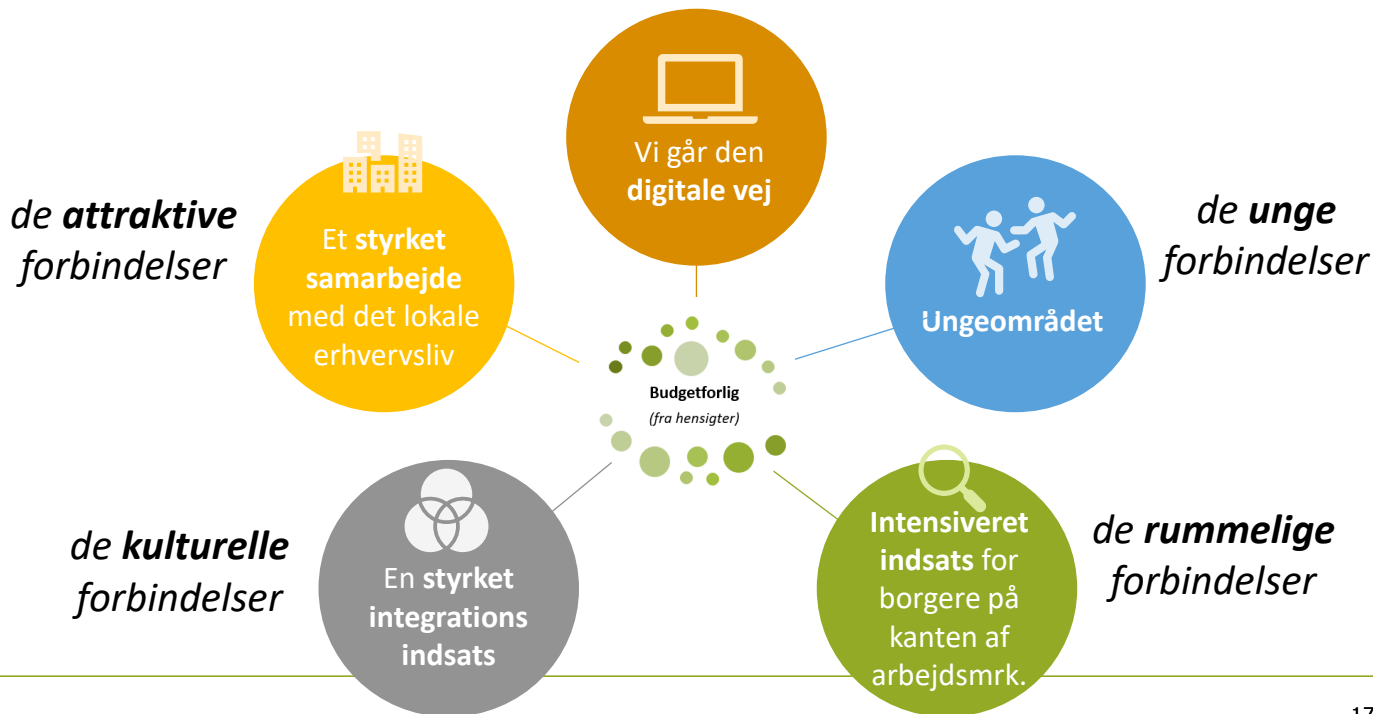 Vi går den
digitale vej
de attraktive
forbindelser
Et styrket
samarbejde
med det lokale
erhvervsliv
Ungeområdet
de unge
forbindelser
Budgetforlig
(fra hensigter)
de kulturelle
forbindelser
En styrket
integrations
indsats
Intensiveret
indsats for
borgere på
kanten af
arbejdsmrk.
de rummelige
forbindelser
17